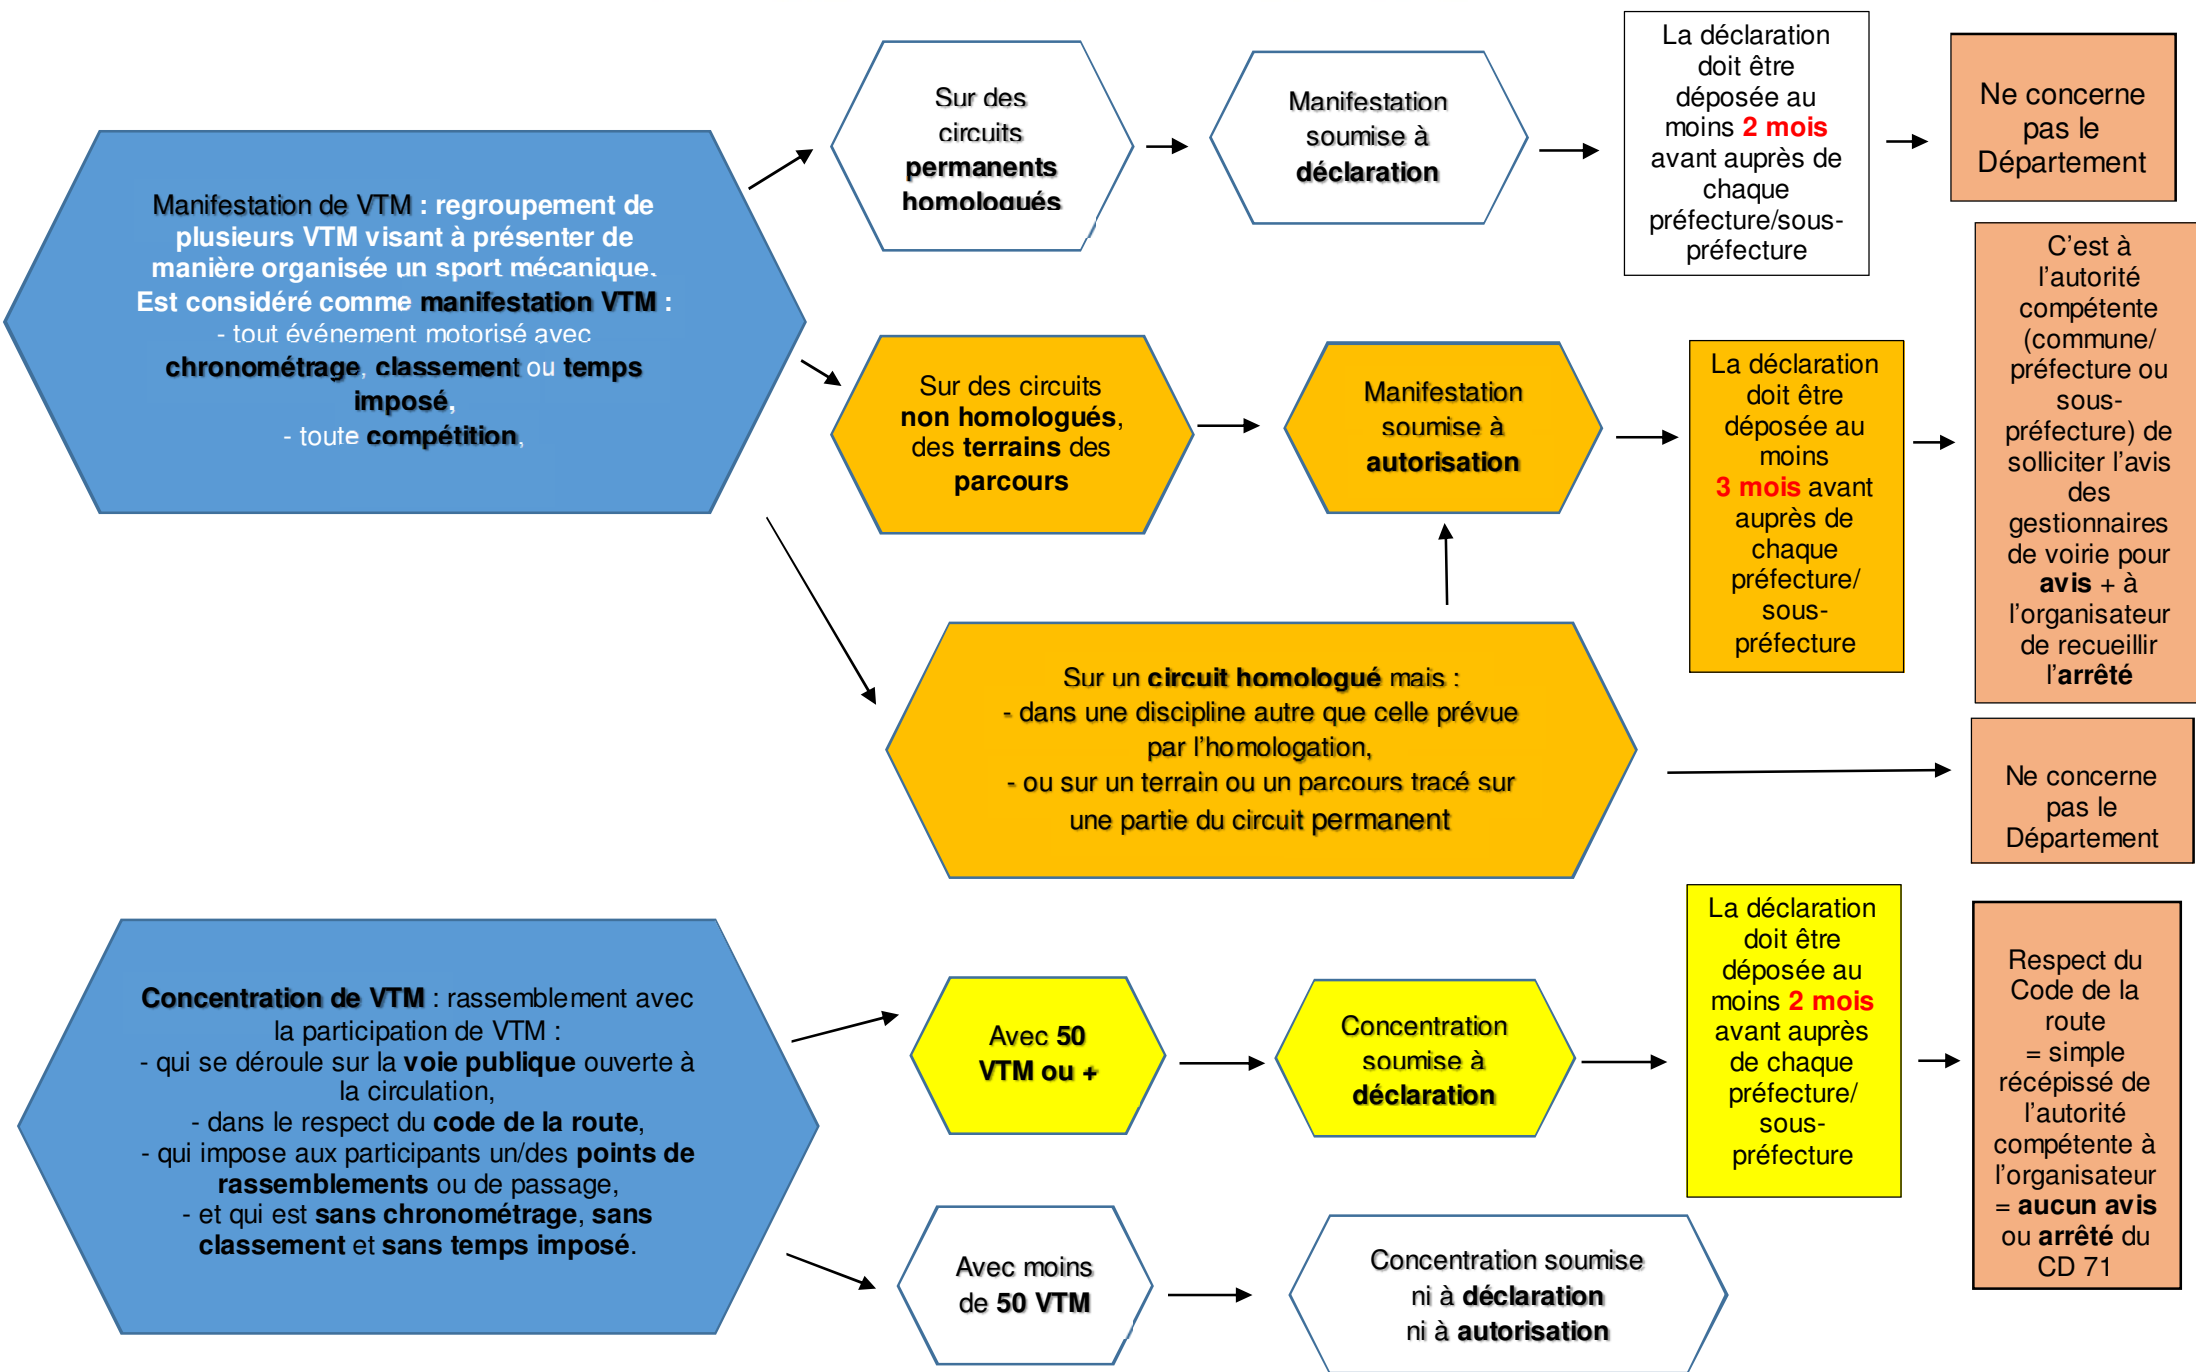 Manifestation de VTM : regroupement de
plusieurs VTM visant à présenter de
manière organisée un sport mécanique.
Est considéré comme manifestation VTM :
- tout événement motorisé avec
chronométrage, classement ou temps
imposé,
- toute compétition,
Sur des
circuits
permanents
homologués
Manifestation
soumise à
déclaration
La déclaration
doit être
déposée au
moins 2 mois
avant auprès de
chaque
préfecture/sous-
préfecture
Ne concerne
pas le
Département
Sur des circuits
non homologués,
des terrains des
parcours
Manifestation
soumise à
autorisation
La déclaration
doit être
déposée au
moins
3 mois avant
auprès de
chaque
préfecture/
sous-
préfecture
C’est à
l’autorité
compétente
(commune/
préfecture ou
sous-
préfecture) de
solliciter l’avis
des
gestionnaires
de voirie pour
avis + à
l’organisateur
de recueillir
l’arrêté
Sur un circuit homologué mais :
- dans une discipline autre que celle prévue
par l’homologation,
- ou sur un terrain ou un parcours tracé sur
une partie du circuit permanent
Ne concerne
pas le
Département
Concentration de VTM : rassemblement avec
la participation de VTM :
- qui se déroule sur la voie publique ouverte à
la circulation,
- dans le respect du code de la route,
- qui impose aux participants un/des points de
rassemblements ou de passage,
- et qui est sans chronométrage, sans
classement et sans temps imposé.
Avec 50
VTM ou +
Concentration
soumise à
déclaration
La déclaration
doit être
déposée au
moins 2 mois
avant auprès
de chaque
préfecture/
sous-
préfecture
Respect du
Code de la
route
= simple
récépissé de
l’autorité
compétente à
l’organisateur
= aucun avis
ou arrêté du
CD 71
Avec moins
de 50 VTM
Concentration soumise
ni à déclaration
ni à autorisation